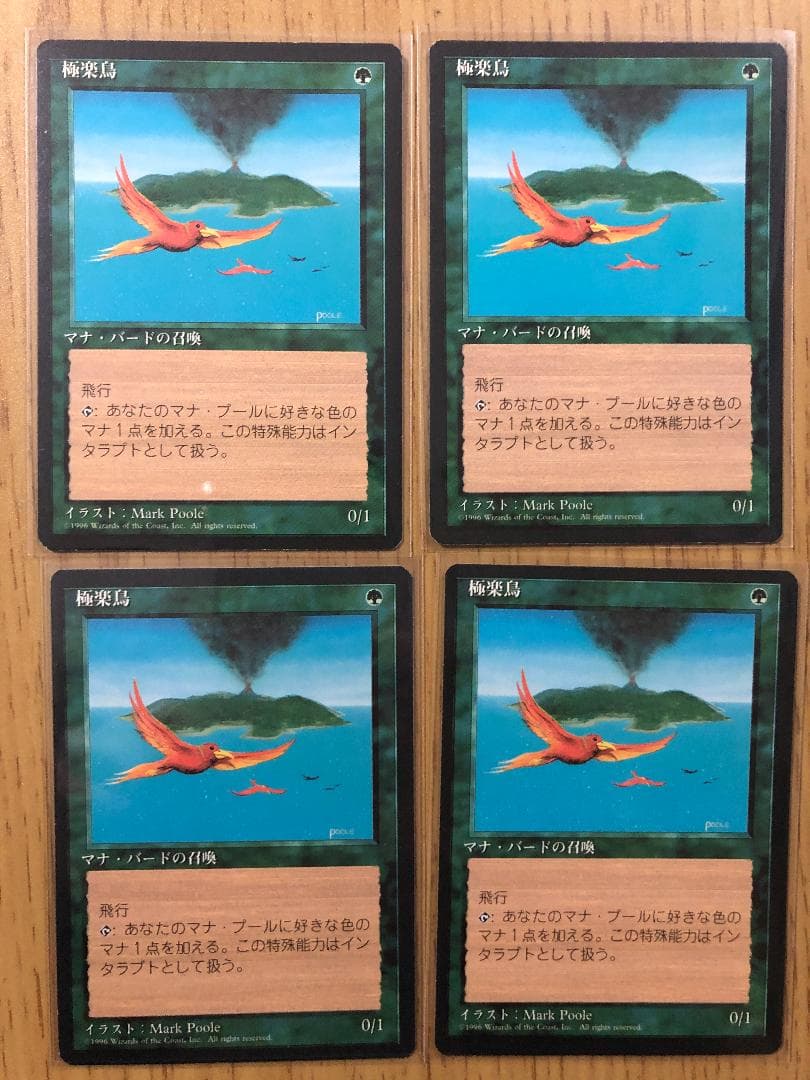 極楽鳥
POOLE
マナ・バードの召喚
飛行
: あなたのマナ・プールに好きな色の
マナ1点を加える。この特殊能力はイン
タラプトとして扱う。
イラスト：Mark Poole
0/1
©1996 Wizards of the Coast, Inc. All rights reserved.
極楽鳥
POOLE
マナ・バードの召喚
飛行
: あなたのマナ・プールに好きな色の
マナ1点を加える。この特殊能力はイン
タラプトとして扱う。
イラスト：Mark Poole
0/1
©1996 Wizards of the Coast, Inc. All rights reserved.
極楽鳥
POOLE
マナ・バードの召喚
飛行
: あなたのマナ・プールに好きな色の
マナ1点を加える。この特殊能力はイン
タラプトとして扱う。
イラスト：Mark Poole
0/1
©1996 Wizards of the Coast, Inc. All rights reserved.
極楽鳥
POOLE
マナ・バードの召喚
飛行
: あなたのマナ・プールに好きな色の
マナ1点を加える。この特殊能力はイン
タラプトとして扱う。
イラスト：Mark Poole
0/1
©1996 Wizards of the Coast, Inc. All rights reserved.